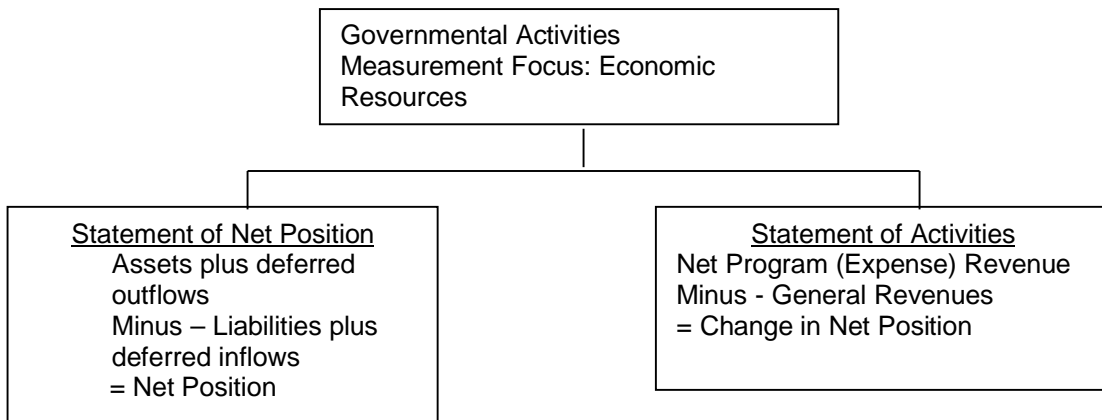 Governmental Activities
Measurement Focus: Economic
Resources
Statement of Net Position
Assets plus deferred
outflows
Minus – Liabilities plus
deferred inflows
= Net Position
Statement of Activities
Net Program (Expense) Revenue
Minus - General Revenues
= Change in Net Position